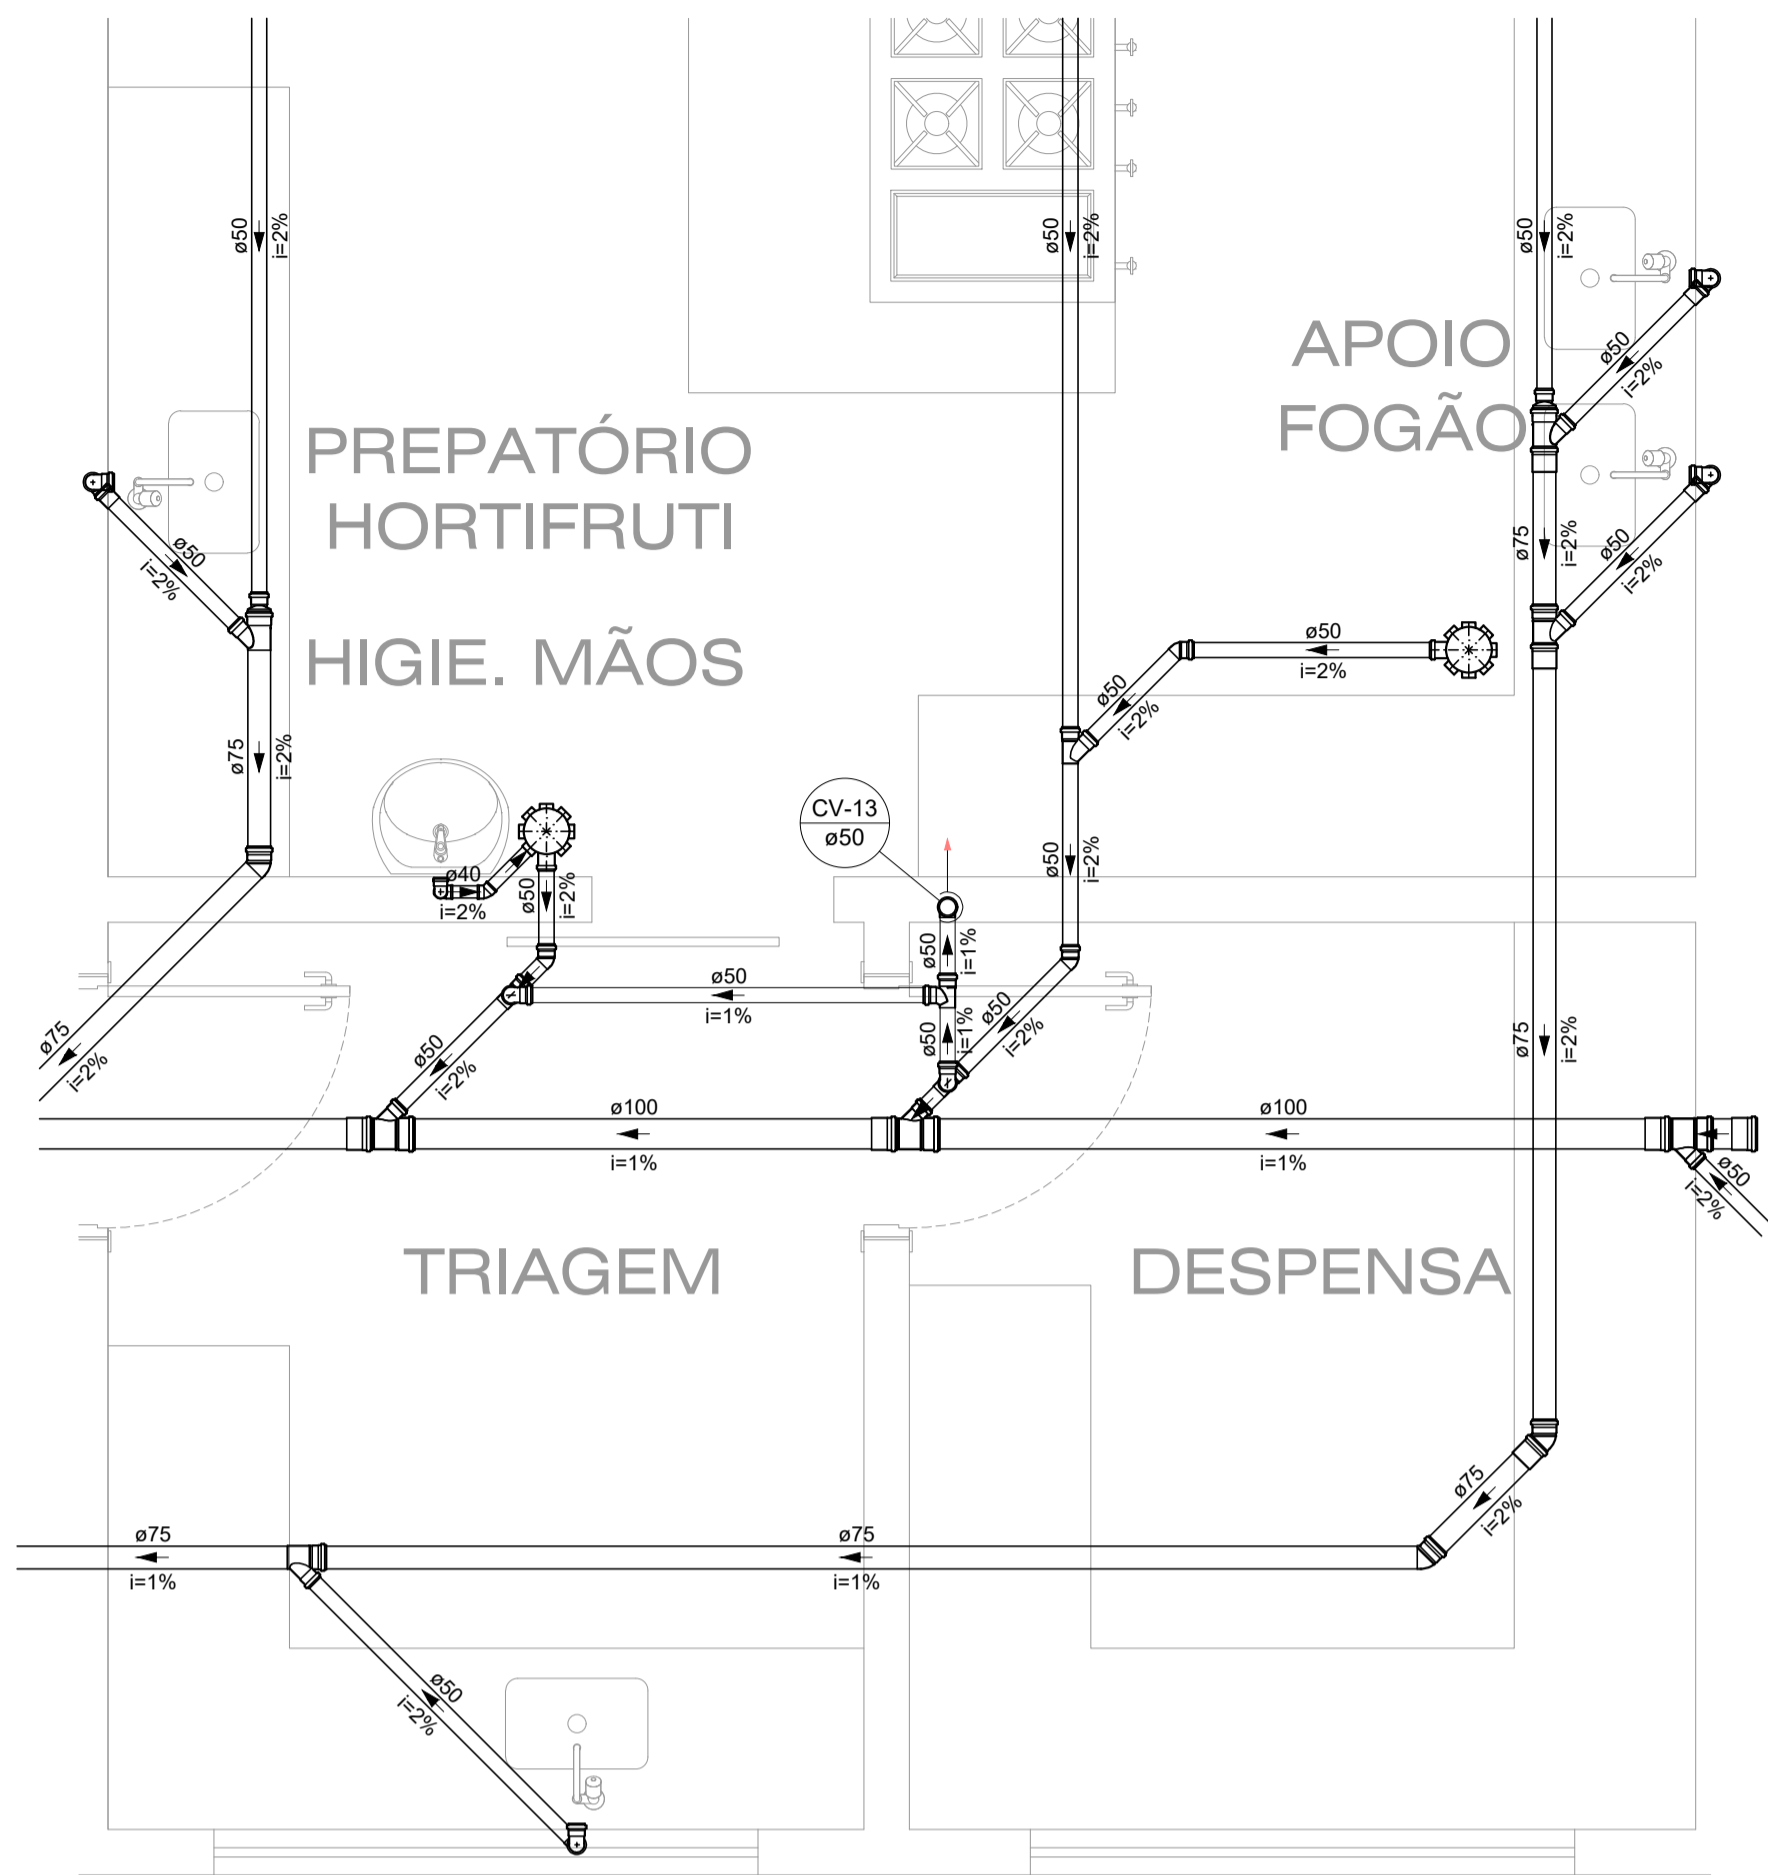 ø50
i=2%
ø50
i=2%
ø50
i=2%
APOIO
FOGÃO
ø50
i=2%
PREPATÓRIO
HORTIFRUTI
ø50
i=2%
ø75
i=2%
ø50
i=2%
HIGIE. MÃOS
ø50
i=2%
ø50
i=2%
ø75
i=2%
CV-13
ø50
ø40
i=2%
ø50
i=2%
ø50
i=2%
ø50
i=1%
ø50
i=1%
ø50
i=1%
ø50
i=2%
ø75
i=2%
ø50
i=2%
ø75
i=2%
ø100
i=1%
ø100
i=1%
ø50
i=2%
TRIAGEM
DESPENSA
ø75
i=2%
ø75
i=1%
ø75
i=1%
ø50
i=2%